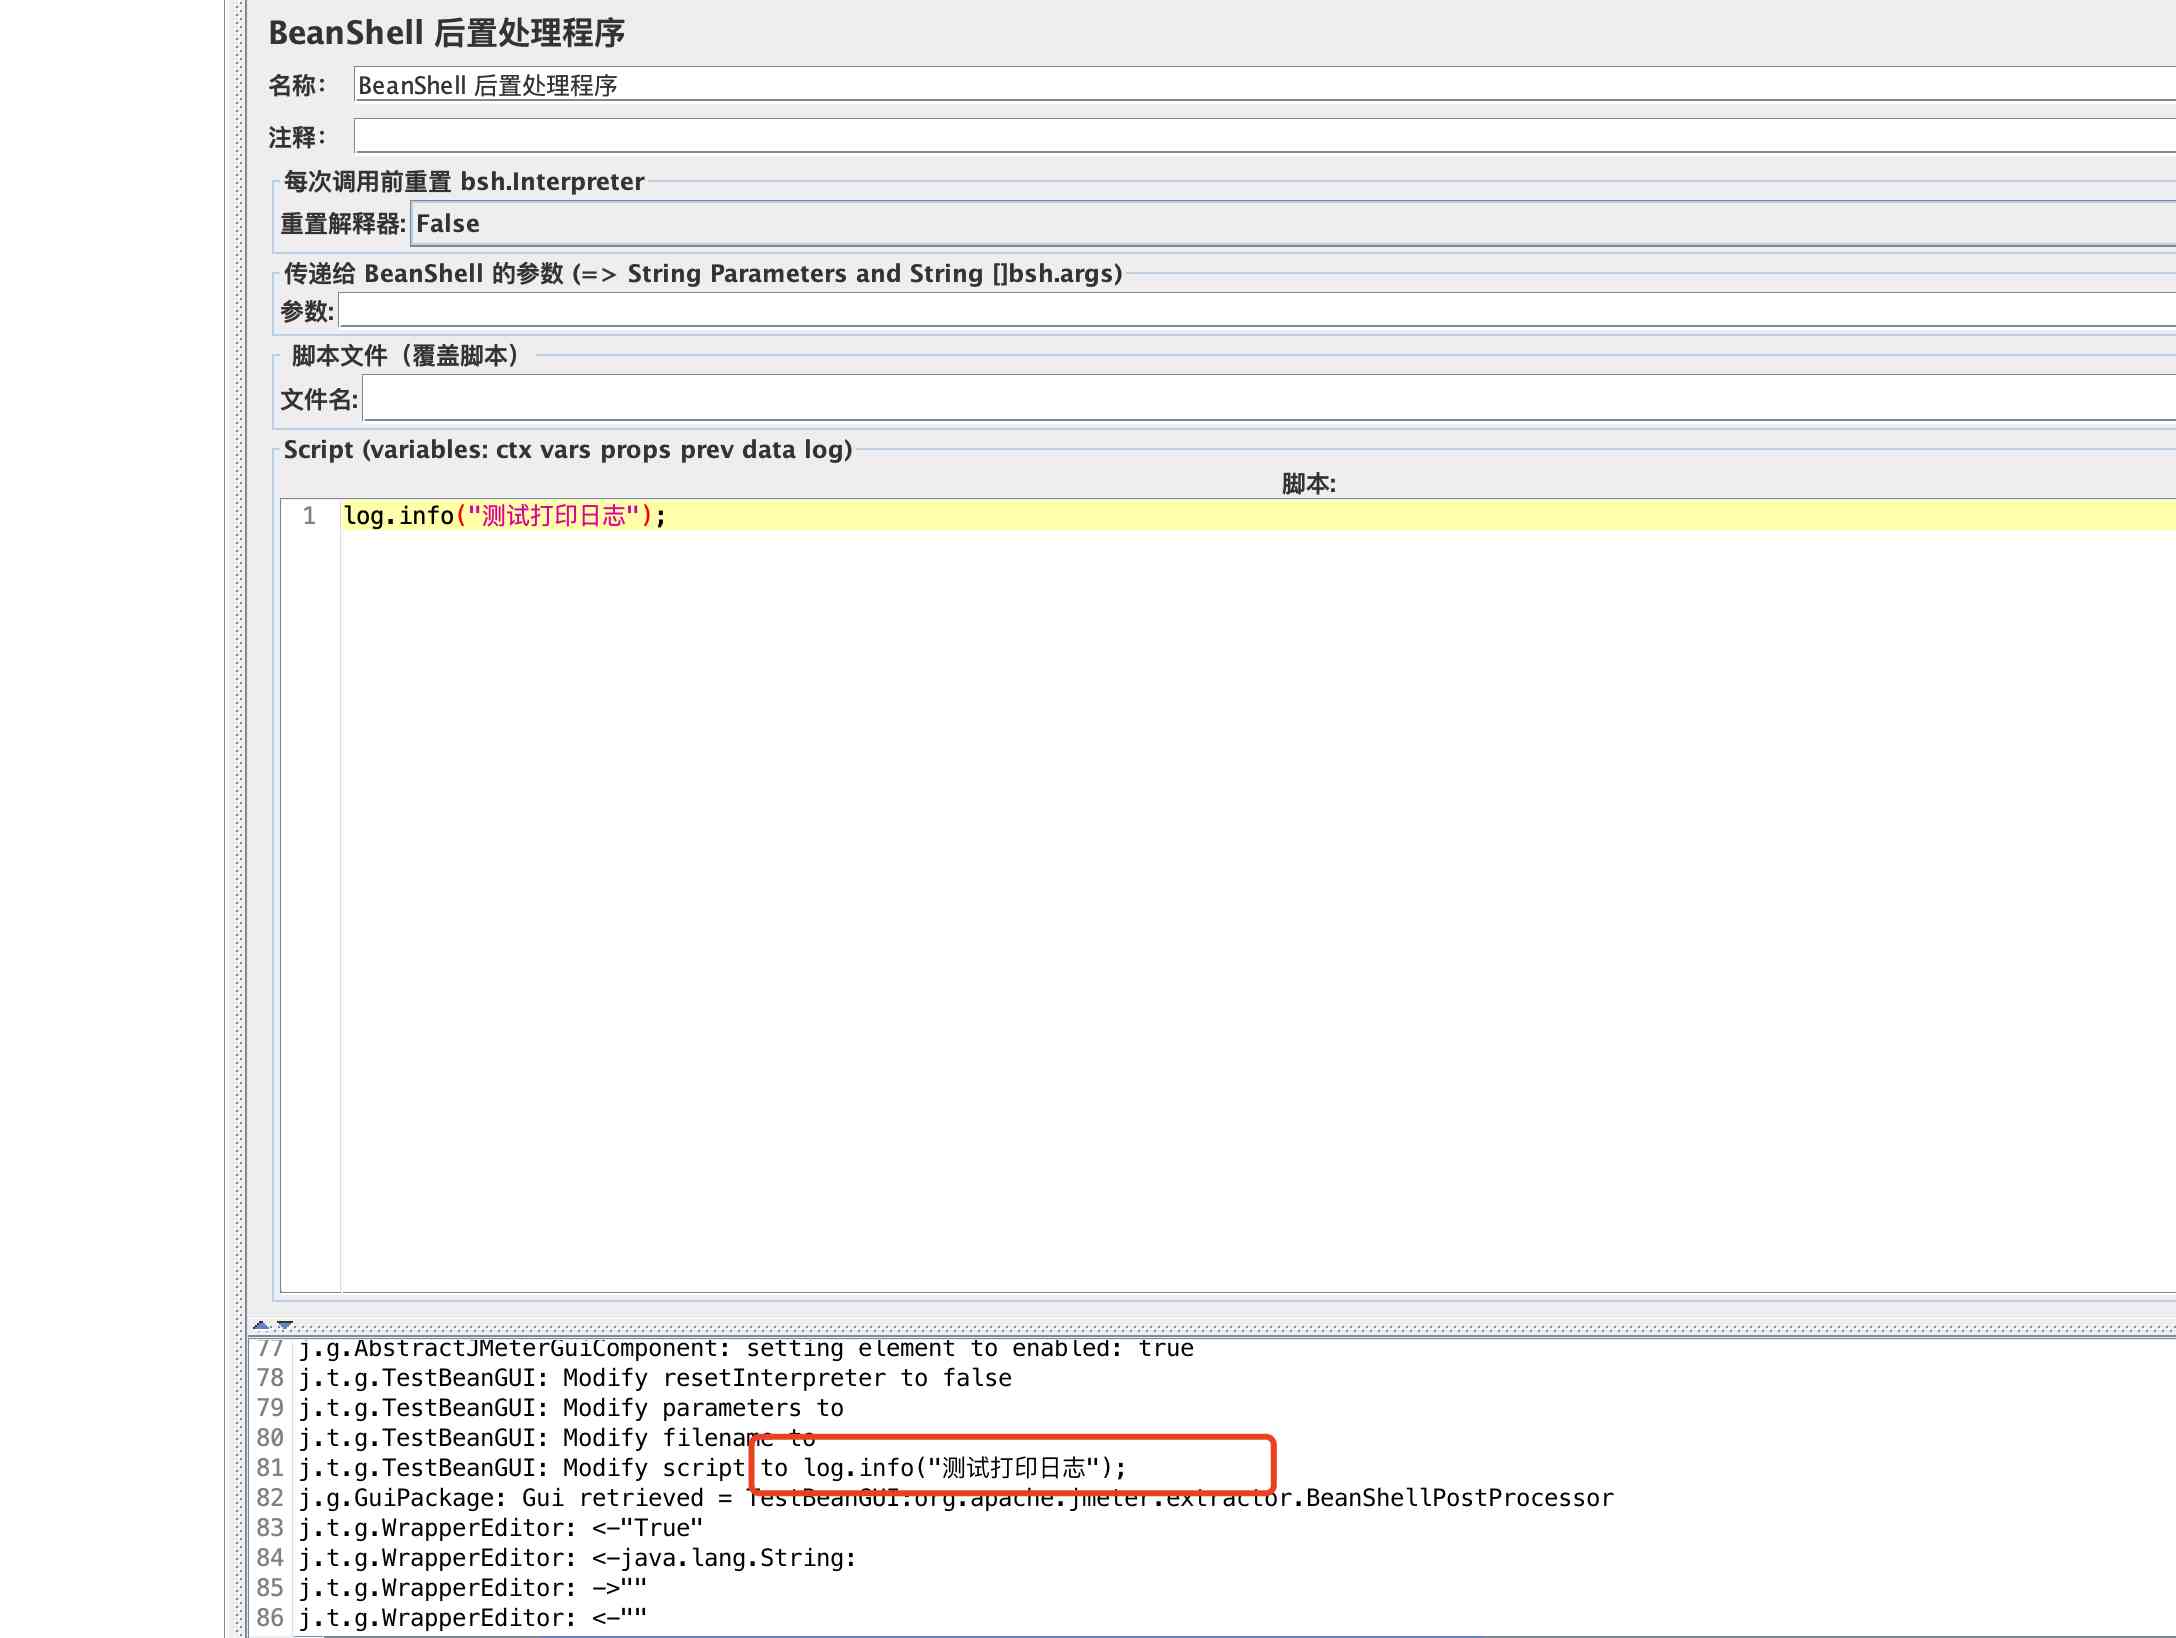 BeanShell 后置处理程序
名称： BeanShell 后置处理程序
注释：
每次调用前重置 bsh.Interpreter
重置解释器: False
传递给 BeanShell 的参数 (=> String Parameters and String []bsh.args)
参数:
脚本文件（覆盖脚本）
文件名:
Script (variables: ctx vars props prev data log)
脚本:
1 log.info("测试打印日志");
77 j.g.AbstractJMeterGuiComponent: setting element to enabled: true
78 j.t.g.TestBeanGUI: Modify resetInterpreter to false
79 j.t.g.TestBeanGUI: Modify parameters to
80 j.t.g.TestBeanGUI: Modify filename to
81 j.t.g.TestBeanGUI: Modify script to log.info("测试打印日志");
82 j.g.GuiPackage: Gui retrieved = TestBeanGUI:org.apache.jmeter.extractor.BeanShellPostProcessor
83 j.t.g.WrapperEditor: <-"True"
84 j.t.g.WrapperEditor: <-java.lang.String:
85 j.t.g.WrapperEditor: ->""
86 j.t.g.WrapperEditor: <-""